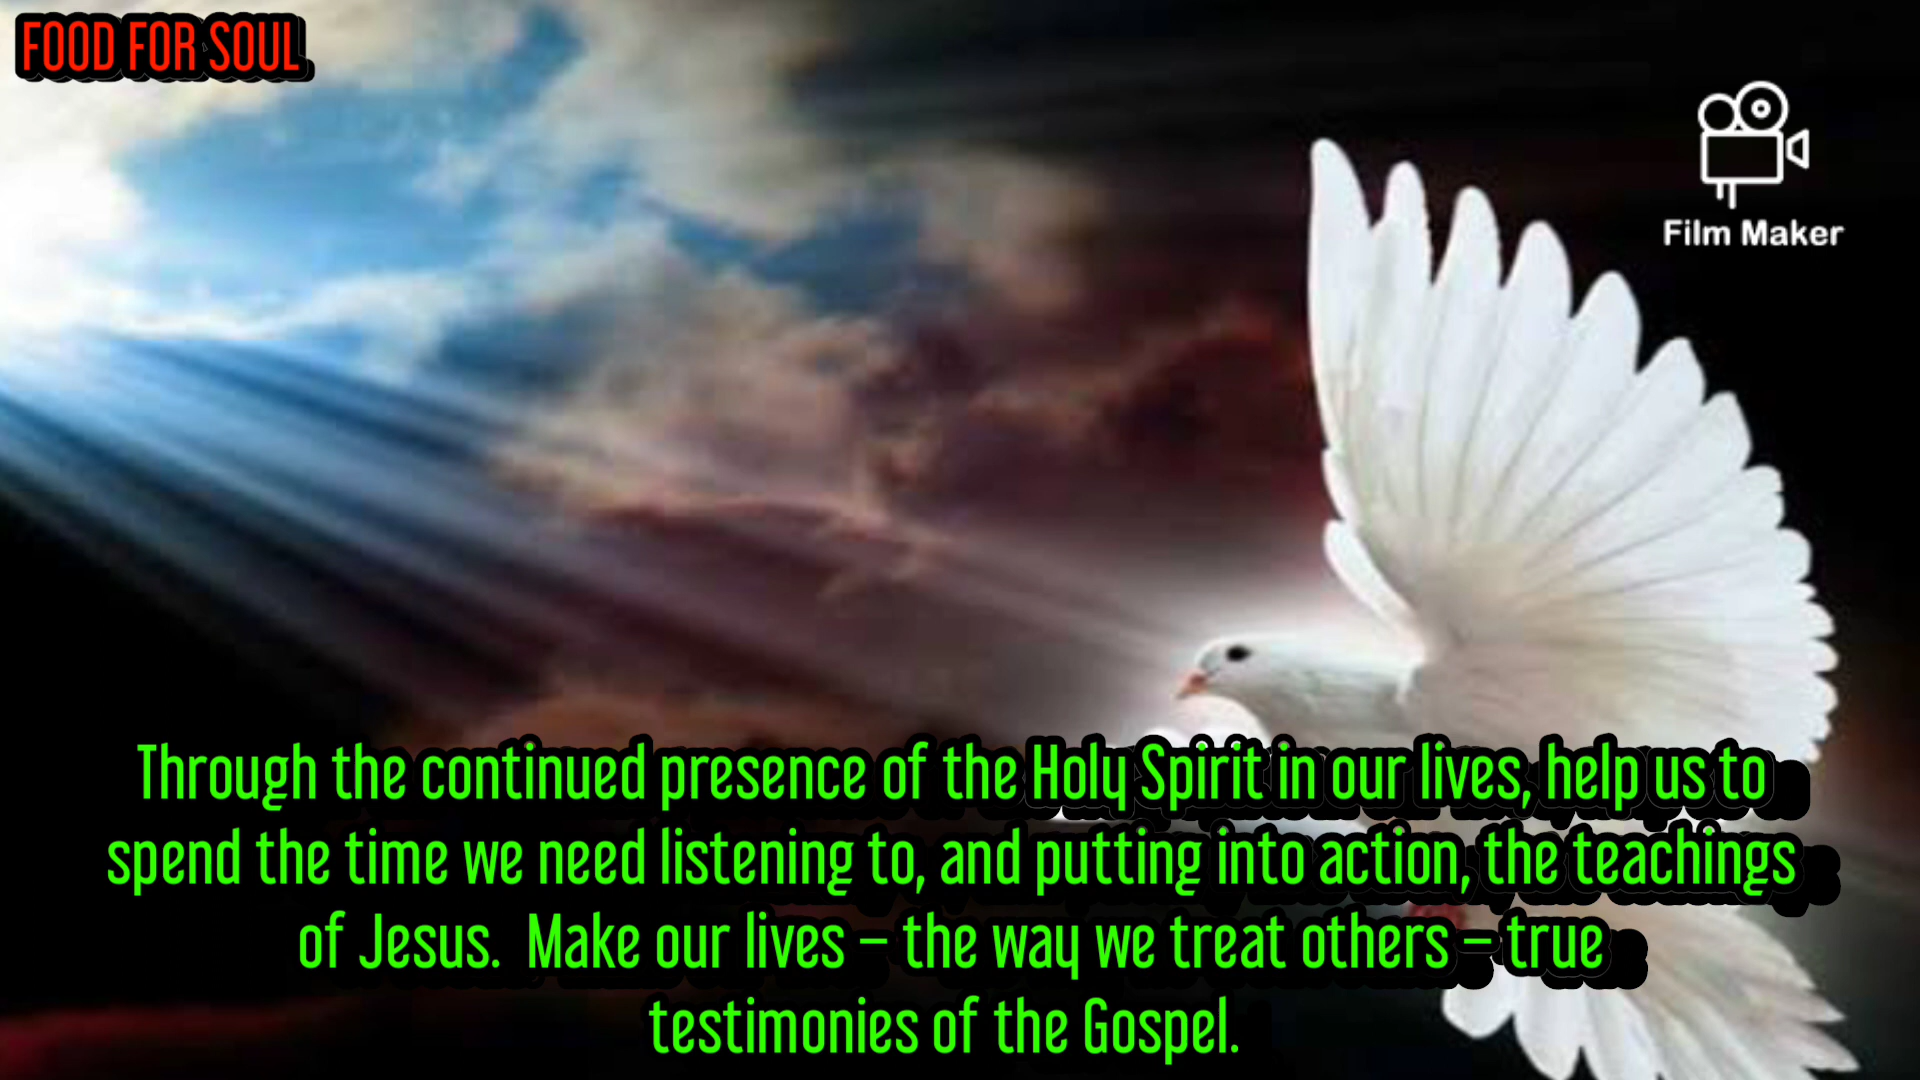 FOOD FOR SOUL
Film Maker
Through the continued presence of the Holy Spirit in our lives, help us to
spend the time we need listening to, and putting into action, the teachings
of Jesus.  Make our lives – the way we treat others – true
testimonies of the Gospel.